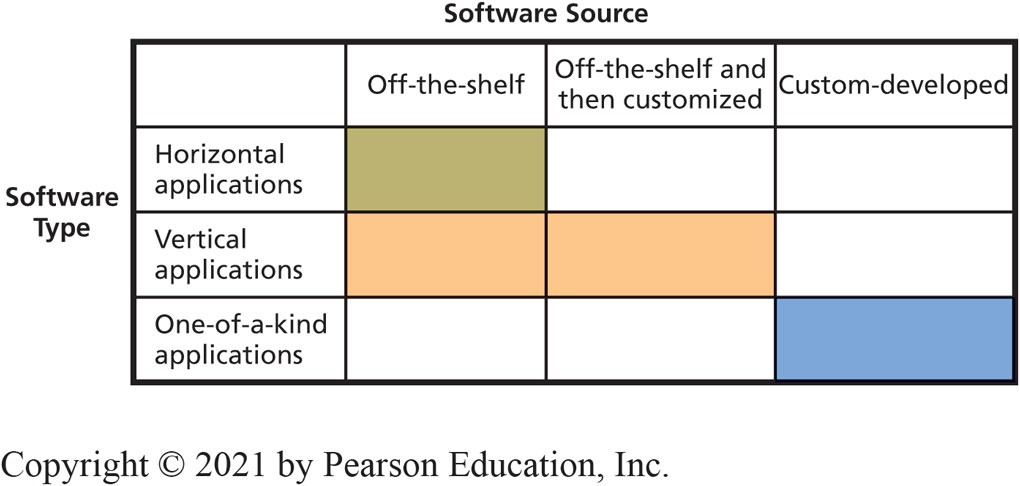 Software Source
Off-the-shelf
Off-the-shelf and
then customized
Custom-developed
Software
Type
Horizontal
applications
Vertical
applications
One-of-a-kind
applications
Copyright © 2021 by Pearson Education, Inc.